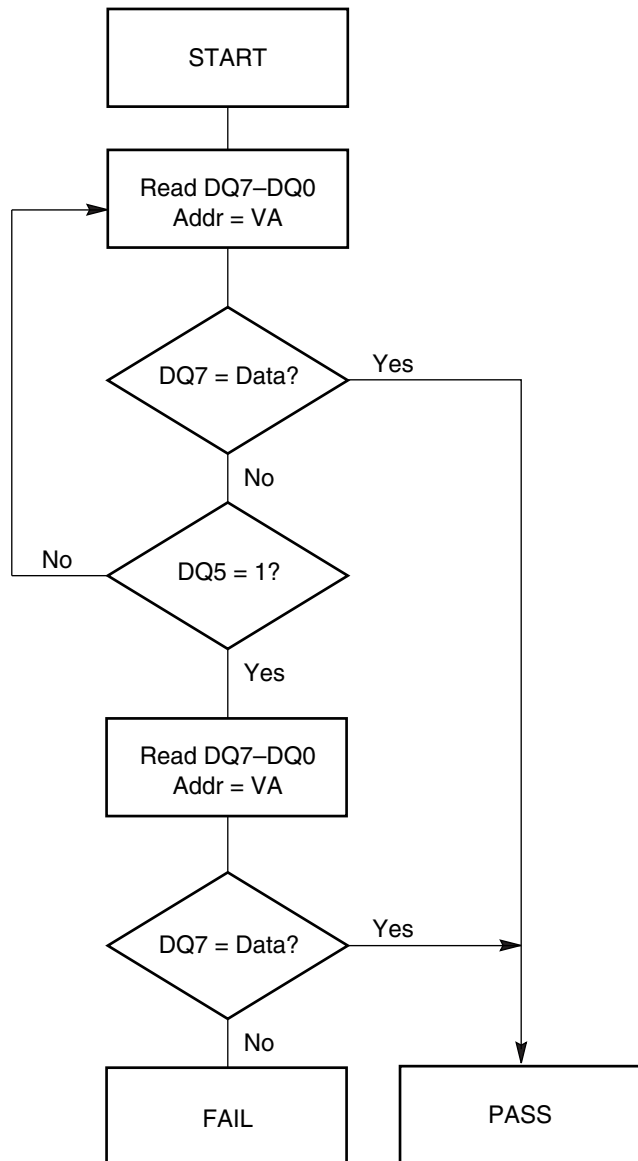 START
Read DQ7–DQ0
Addr = VA
DQ7 = Data?
Yes
No
No
DQ5 = 1?
Yes
Read DQ7–DQ0
Addr = VA
DQ7 = Data?
Yes
No
FAIL
PASS